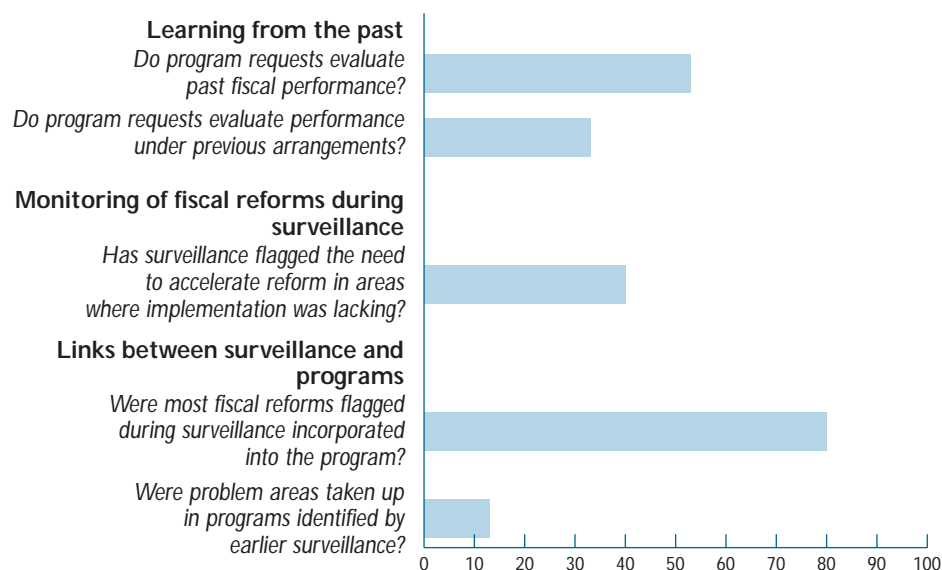 Learning from the past
Do program requests evaluate
past fiscal performance?
Do program requests evaluate performance
under previous arrangements?
Monitoring of fiscal reforms during
surveillance
Has surveillance flagged the need
to accelerate reform in areas
where implementation was lacking?
Links between surveillance and
programs
Were most fiscal reforms flagged
during surveillance incorporated
into the program?
Were problem areas taken up
in programs identified by
earlier surveillance?
0 10 20 30 40 50 60 70 80 90 100